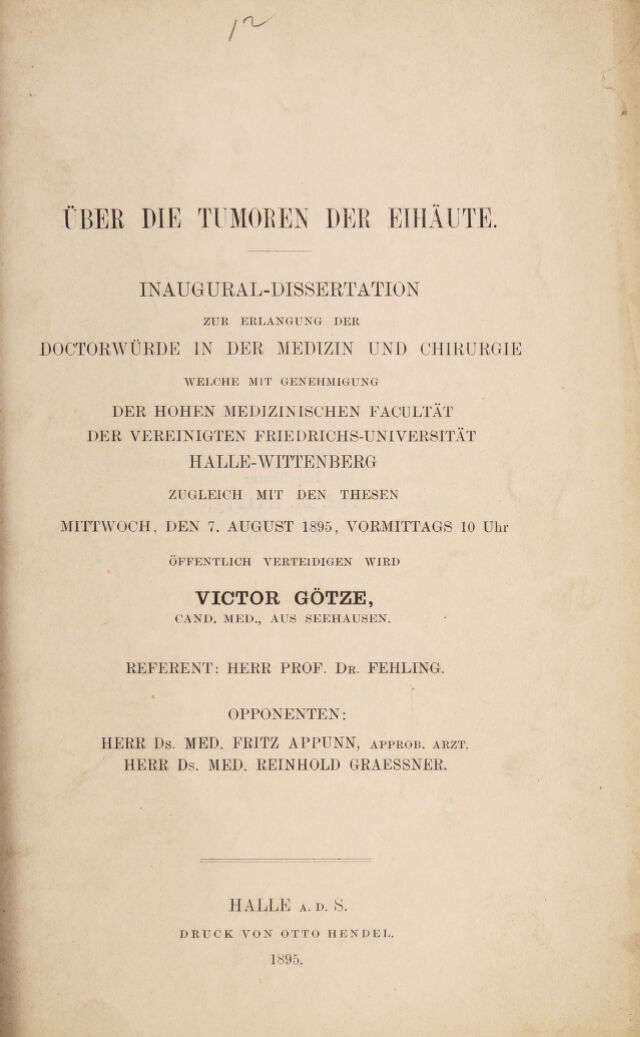 12
ÜBER DIE TUMOREN DER EIHÄUTE.
INAUGURAL-DISSERTATION
ZUR ERLANGUNG DER
DOCTORWÜRDE IN DER MEDIZIN UND CHIRURGIE
WELCHE MIT GENEHMIGUNG
DER HOHEN MEDIZINISCHEN FACULTÄT
DER VEREINIGTEN FRIEDRICHS-UNIVERSITÄT
HALLE-WITTENBERG
ZUGLEICH MIT DEN THESEN
MITTWOCH, DEN 7. AUGUST 1895, VORMITTAGS 10 Uhr
ÖFFENTLICH VERTEIDIGEN WIRD
VICTOR GÖTZE,
CAND. MED., AUS SEEHAUSEN.
REFERENT: HERR PROF. DR. FEHLING.
OPPONENTEN:
HERR Ds. MED. FRITZ APPUNN, APPROB. ARZT.
HERR Ds. MED. REINHOLD GRAESSNER.
HALLE A. D. S.
DRUCK VON OTTO HENDEL.
1895.